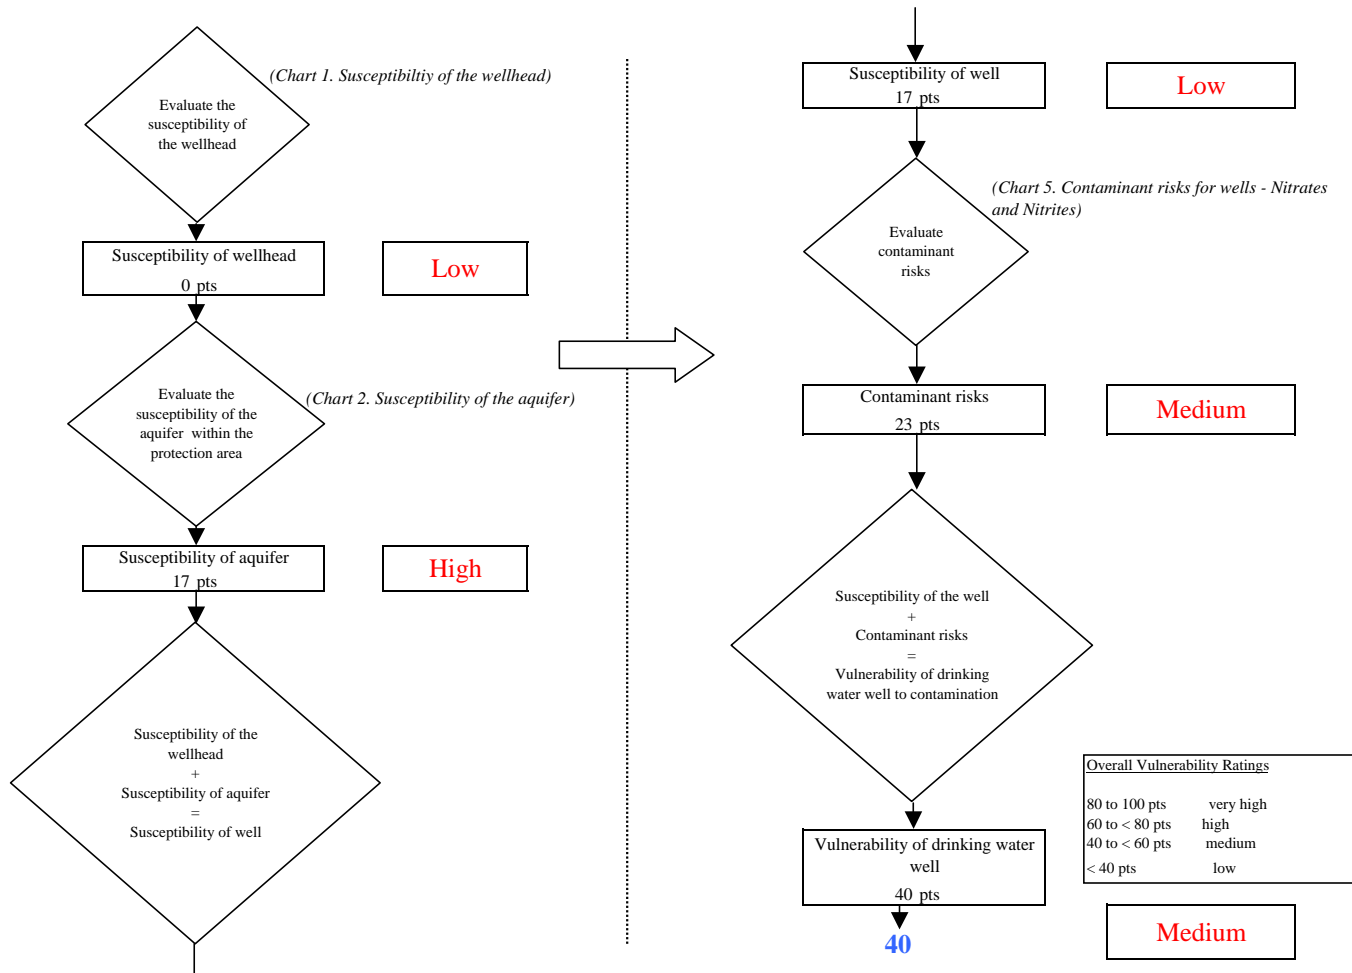 (Chart 1. Susceptibiltiy of the wellhead)
Evaluate the
susceptibility of
the wellhead
Susceptibility of wellhead
0 pts
Low
Evaluate the
susceptibility of the
aquifer within the
protection area
(Chart 2. Susceptibility of the aquifer)
Susceptibility of aquifer
17 pts
High
Susceptibility of the
wellhead
+
Susceptibility of aquifer
=
Susceptibility of well
Susceptibility of well
17 pts
Low
(Chart 5. Contaminant risks for wells - Nitrates
and Nitrites)
Evaluate
contaminant
risks
Contaminant risks
23 pts
Medium
Susceptibility of the well
+
Contaminant risks
=
Vulnerability of drinking
water well to contamination
Overall Vulnerability Ratings
80 to 100 pts very high
60 to < 80 pts high
40 to < 60 pts medium
< 40 pts low
Vulnerability of drinking water
well
40 pts
40
Medium